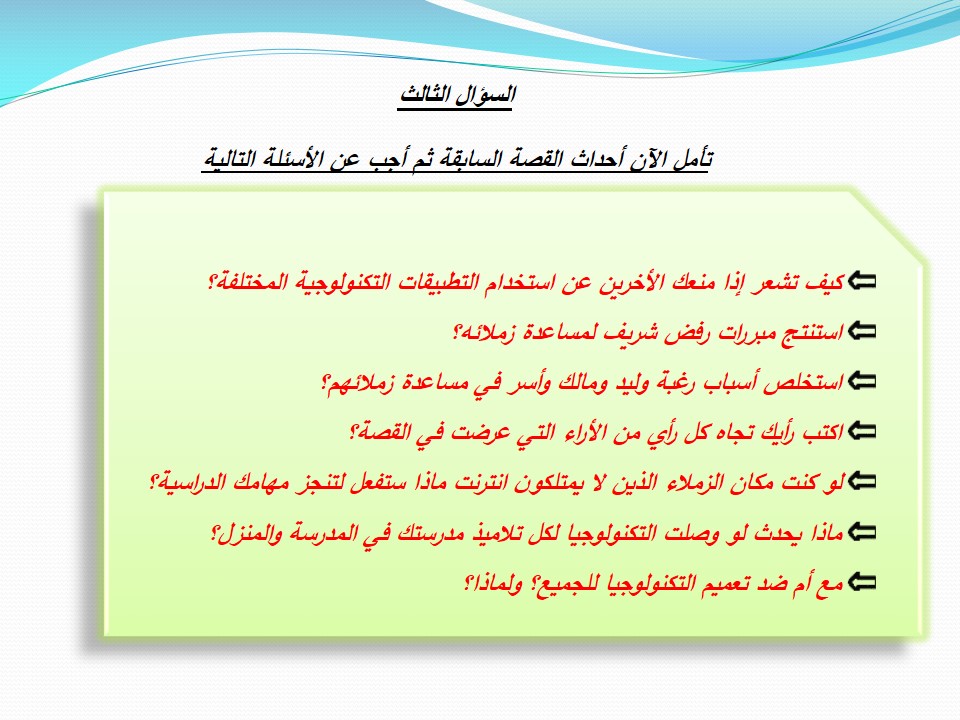 السؤال الثالث
تأمل الآن أحداث القصة السابقة ثم أجب عن الأسئلة التالية
كيف تشعر إذا منعك الأخرين عن استخدام التطبيقات التكنولوجية المختلفة؟
استنتج مبررات رفض شريف لمساعدة زملائه؟
استخلص أسباب رغبة وليد ومالك وأسر في مساعدة زملائهم؟
اكتب رأيك تجاه كل رأي من الأراء التي عرضت في القصة؟
لو كنت مكان الزملاء الذين لا يمتلكون انترنت ماذا ستفعل لتنجز مهامك الدراسية؟
ماذا يحدث لو وصلت التكنولوجيا لكل تلاميذ مدرستك في المدرسة والمنزل؟
مع أم ضد تعميم التكنولوجيا للجميع؟ ولماذا؟